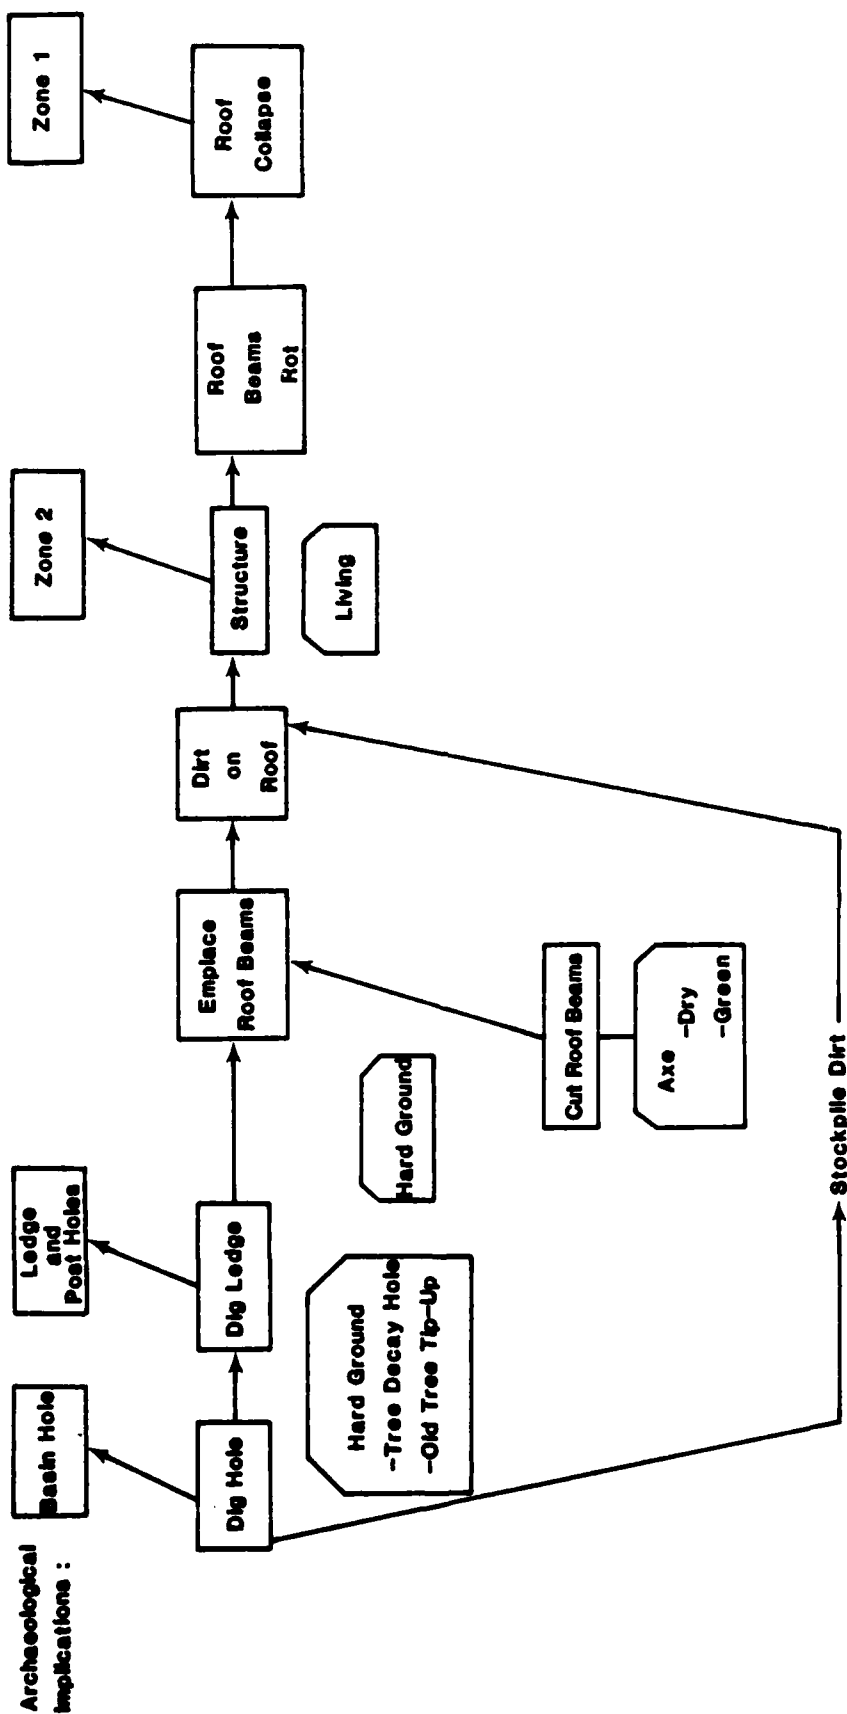 Archaeological
implications :
Basin Hole
Ledge
and
Post Holes
Zone 2
Zone 1
Dig Hole
Dig Ledge
Emplace
Roof Beams
Dirt
on
Roof
Structure
Roof
Beams
Rot
Roof
Collapse
Hard Ground
-Tree Decay Hole
-Old Tree Tip-Up
Hard Ground
Living
Cut Roof Beams
Axe
-Dry
-Green
Stockpile Dirt